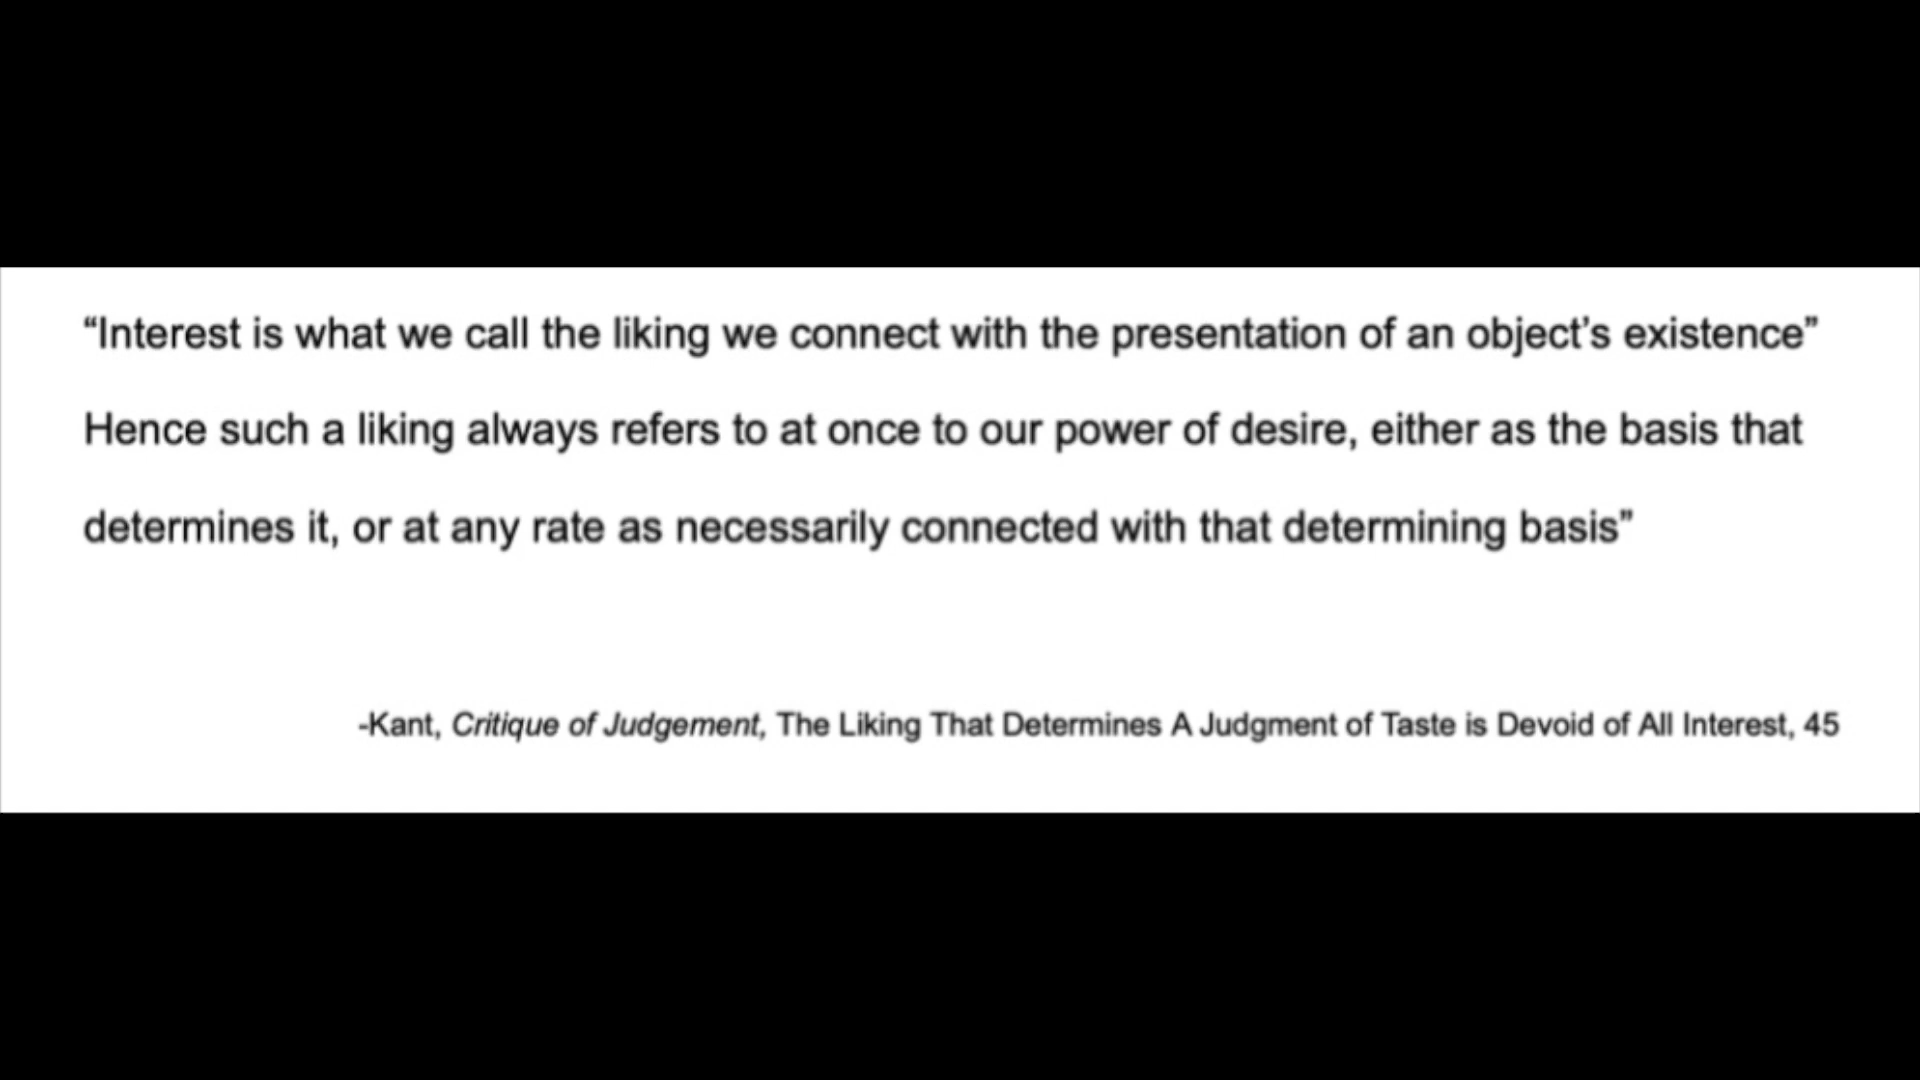 “Interest is what we call the liking we connect with the presentation of an object’s existence”
Hence such a liking always refers to at once to our power of desire, either as the basis that
determines it, or at any rate as necessarily connected with that determining basis”
-Kant, Critique of Judgement, The Liking That Determines A Judgment of Taste is Devoid of All Interest, 45